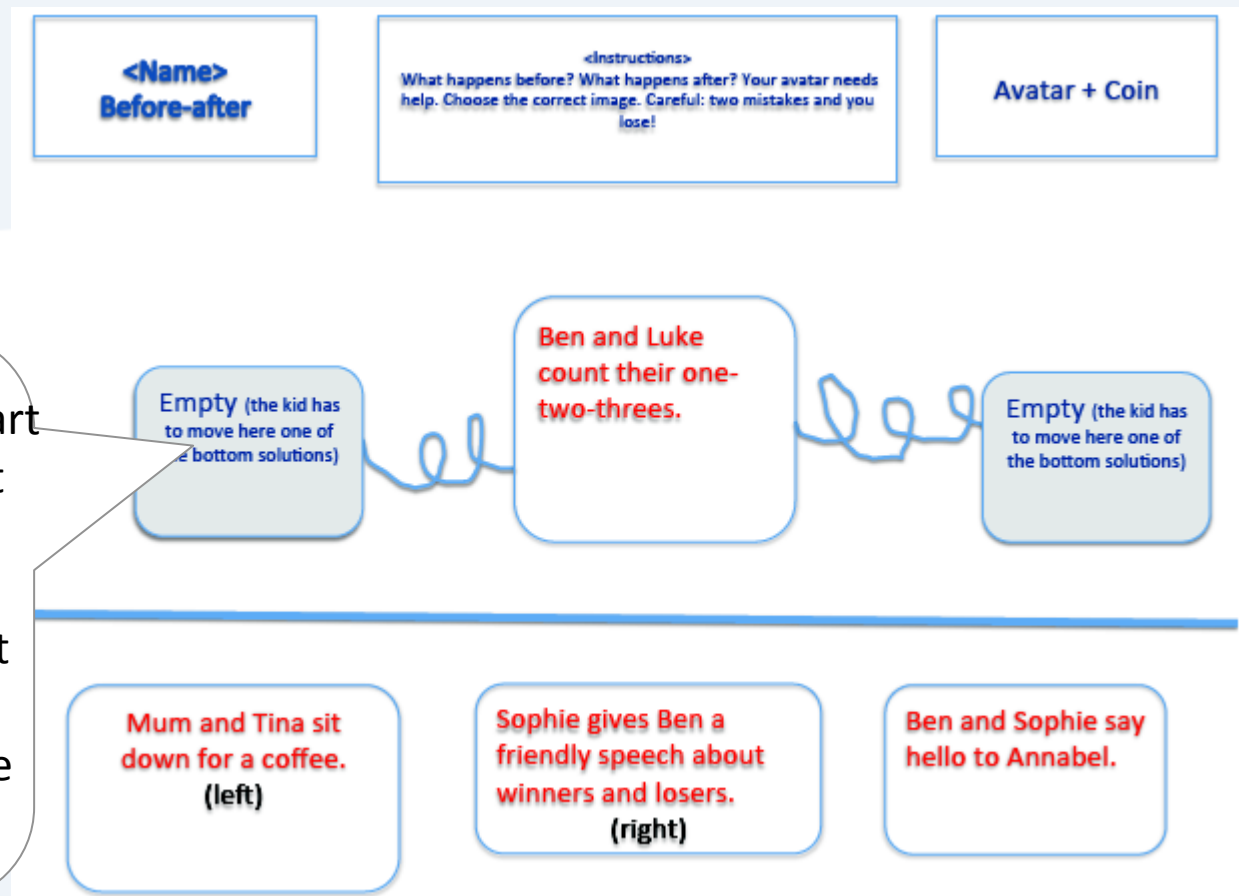 <Name>
Before-after
<Instructions>
What happens before? What happens after? Your avatar needs
help. Choose the correct image. Careful: two mistakes and you
lose!
Avatar + Coin
Empty (the kid has
to move here one of
bottom solutions)
Ben and Luke
count their one-
two-threes.
Empty (the kid has
to move here one of
the bottom solutions)
Mum and Tina sit
down for a coffee.
(left)
Sophie gives Ben a
friendly speech about
winners and losers.
(right)
Ben and Sophie say
hello to Annabel.